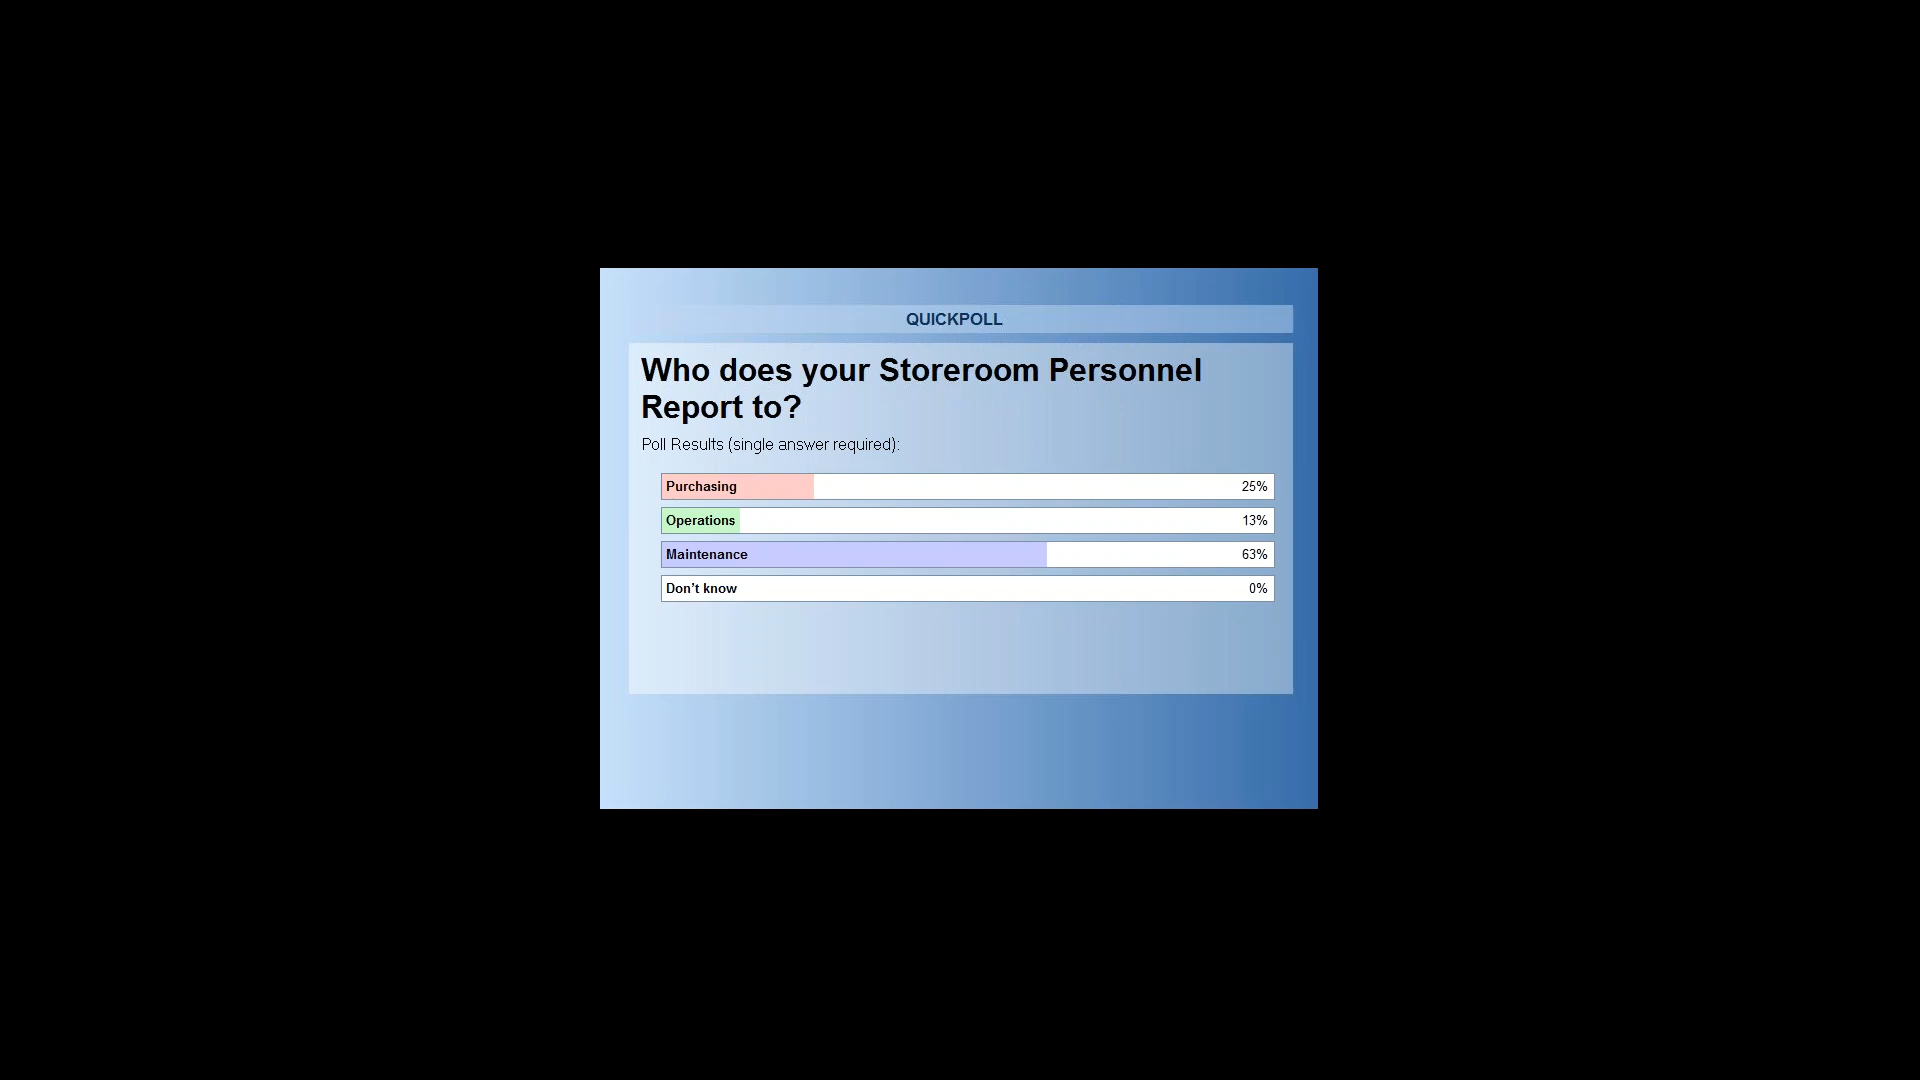 QUICKPOLL
Who does your Storeroom Personnel
Report to?
Poll Results (single answer required):
Purchasing 25%
Operations 13%
Maintenance 63%
Don’t know 0%